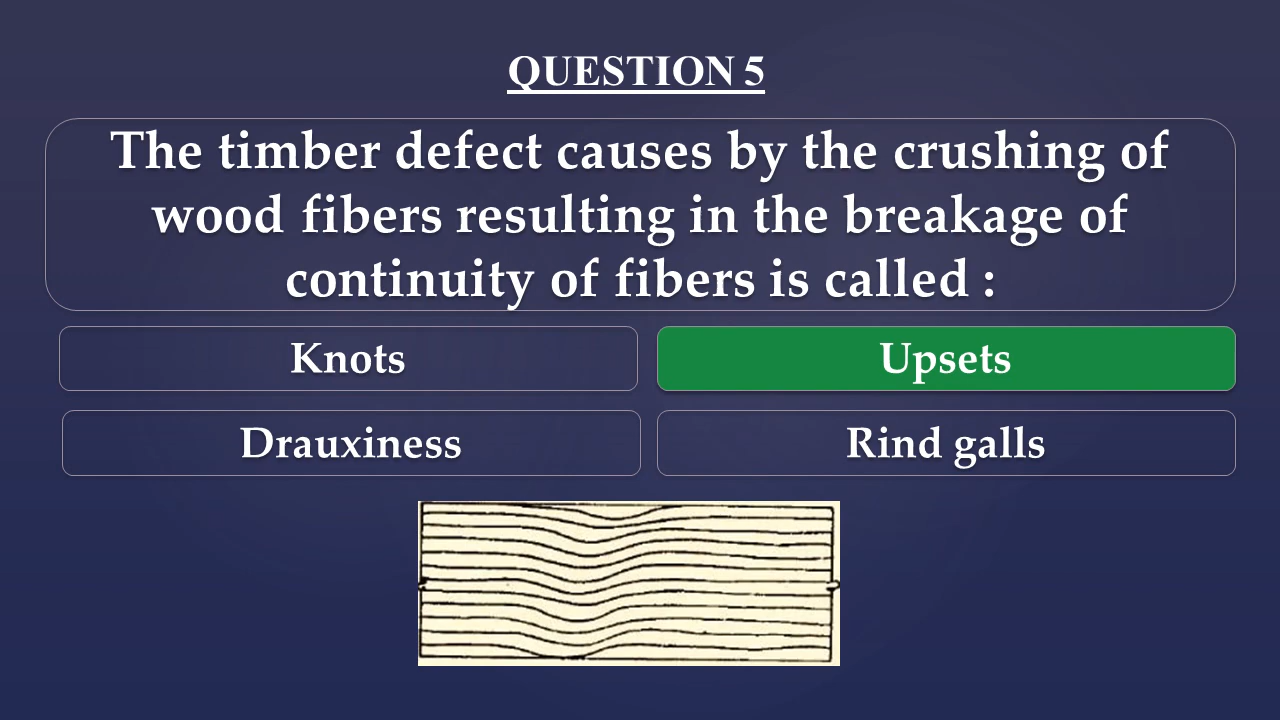 QUESTION 5
The timber defect causes by the crushing of
wood fibers resulting in the breakage of
continuity of fibers is called :
Knots
Upsets
Drauxiness
Rind galls